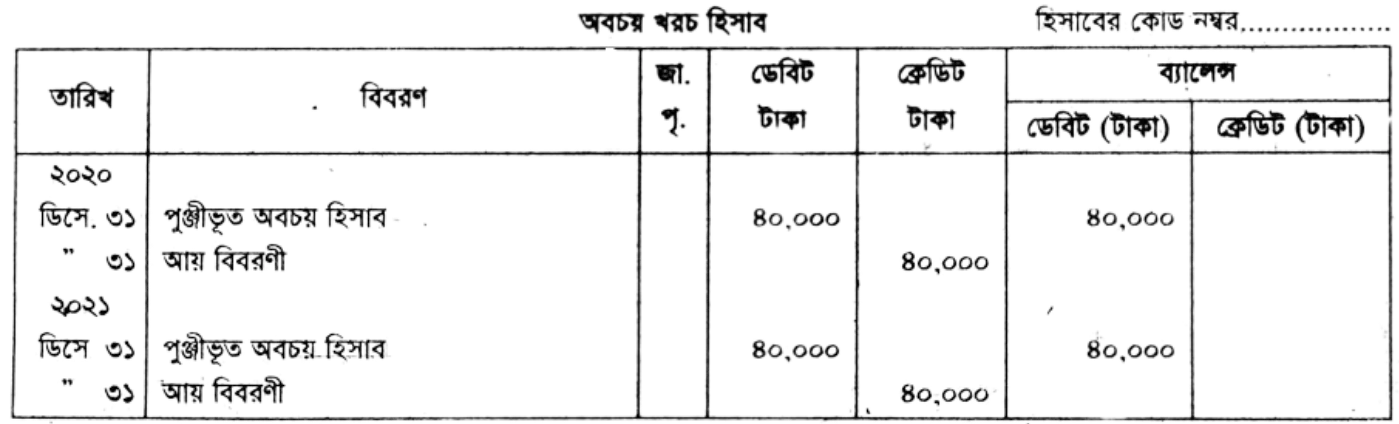 অবচয় খরচ হিসাব হিসাবের কোড নম্বর..................
তারিখ বিবরণ জা. পৃ. ডেবিট টাকা ক্রেডিট টাকা ব্যালেন্স
ডেবিট (টাকা) ক্রেডিট (টাকা)
২০২০
ডিসে. ৩১ পুঞ্জীভূত অবচয় হিসাব ৪০,০০০ ৪০,০০০
" ৩১ আয় বিবরণী ৪০,০০০
২০২১
ডিসে ৩১ পুঞ্জীভূত অবচয় হিসাব ৪০,০০০ ৪০,০০০
" ৩১ আয় বিবরণী ৪০,০০০